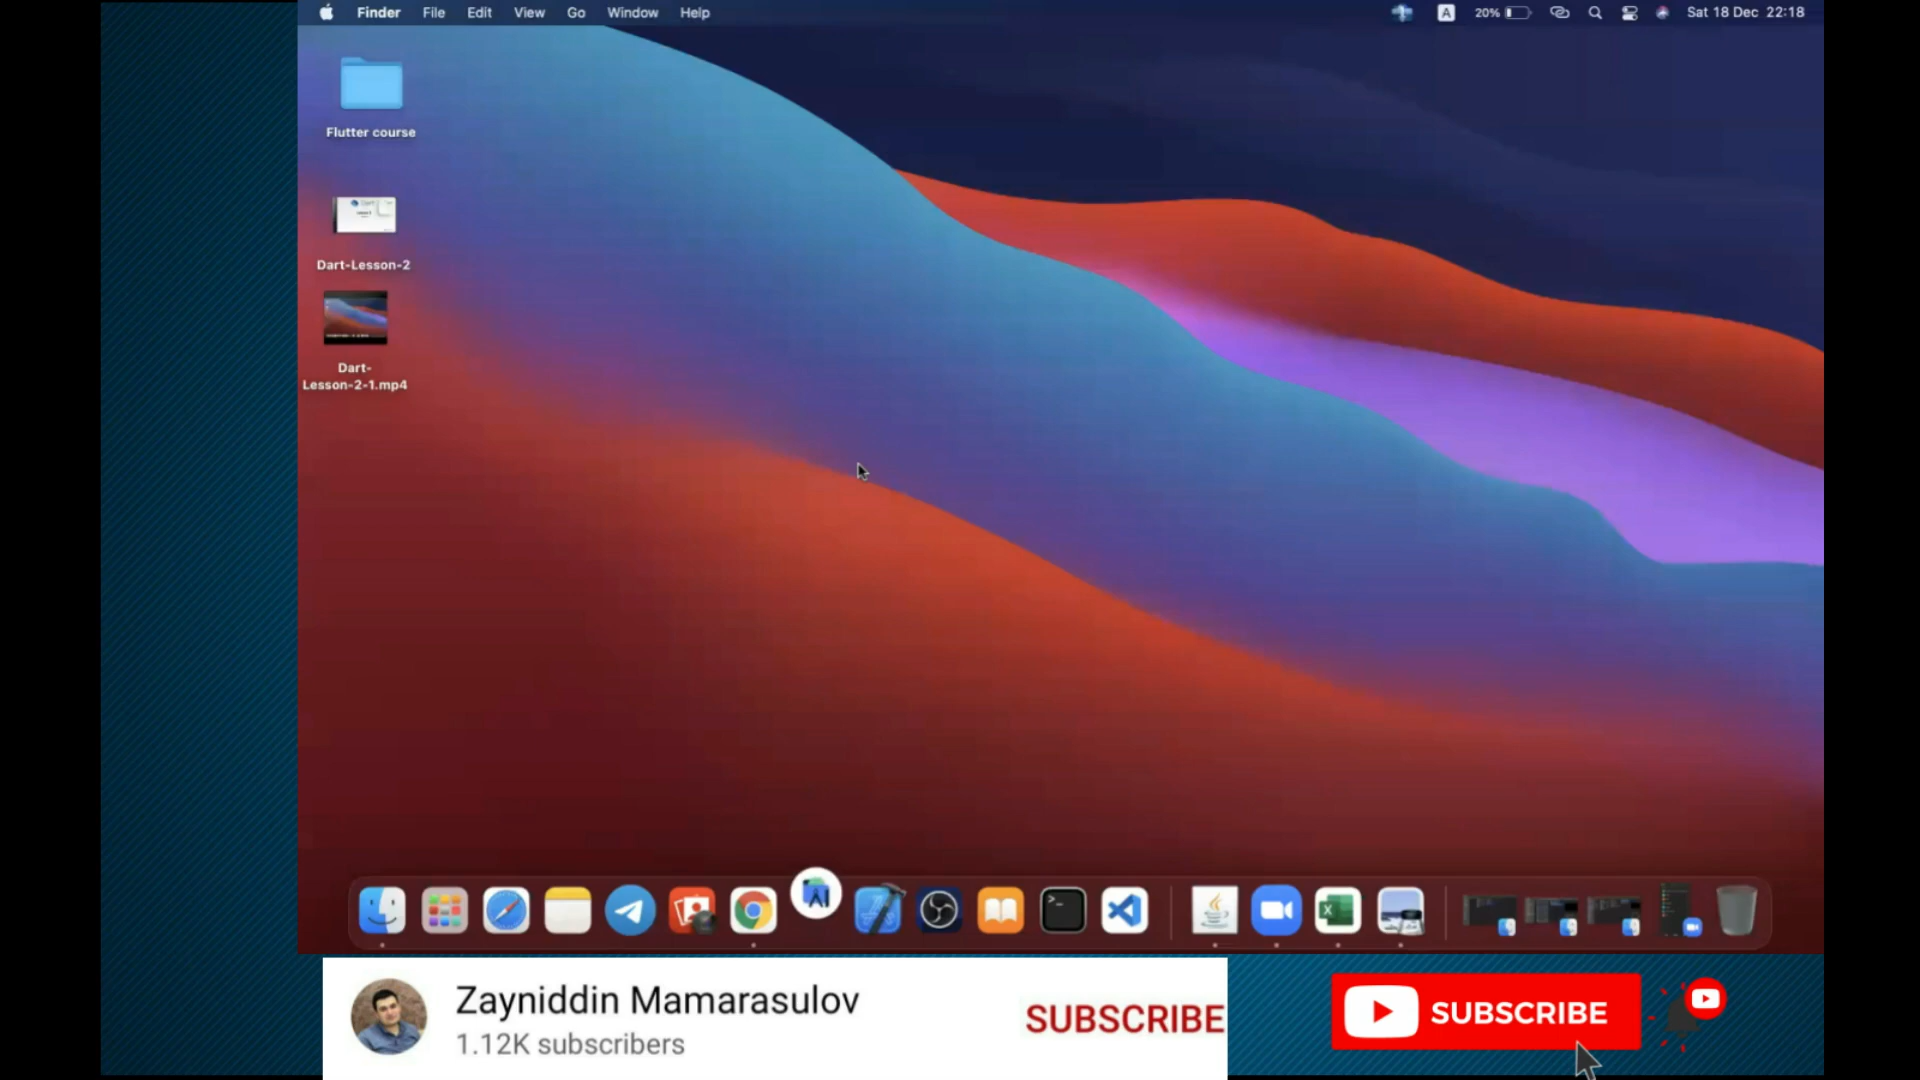 Finder File Edit View Go Window Help
A 20% Sat 18 Dec 22:18
Flutter course
Dart-Lesson-2
Dart-
Lesson-2-1.mp4
Zayniddin Mamarasulov
1.12K subscribers
SUBSCRIBE
SUBSCRIBE